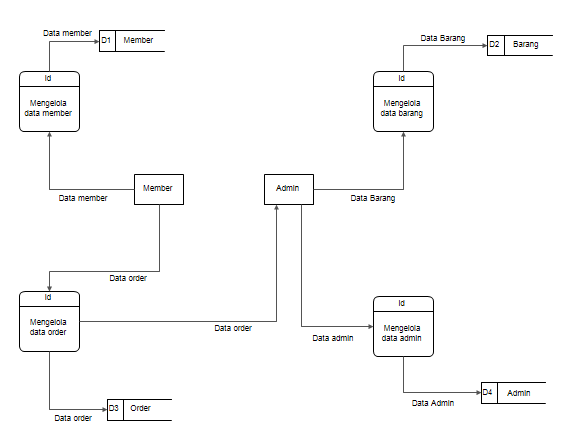 Data member
D1 Member
Data Barang
D2 Barang
Id
Mengelola
data member
Id
Mengelola
data barang
Member
Admin
Data member
Data Barang
Data order
Id
Mengelola
data order
Data order
Id
Mengelola
data admin
Data admin
D3 Order
Data order
D4 Admin
Data Admin